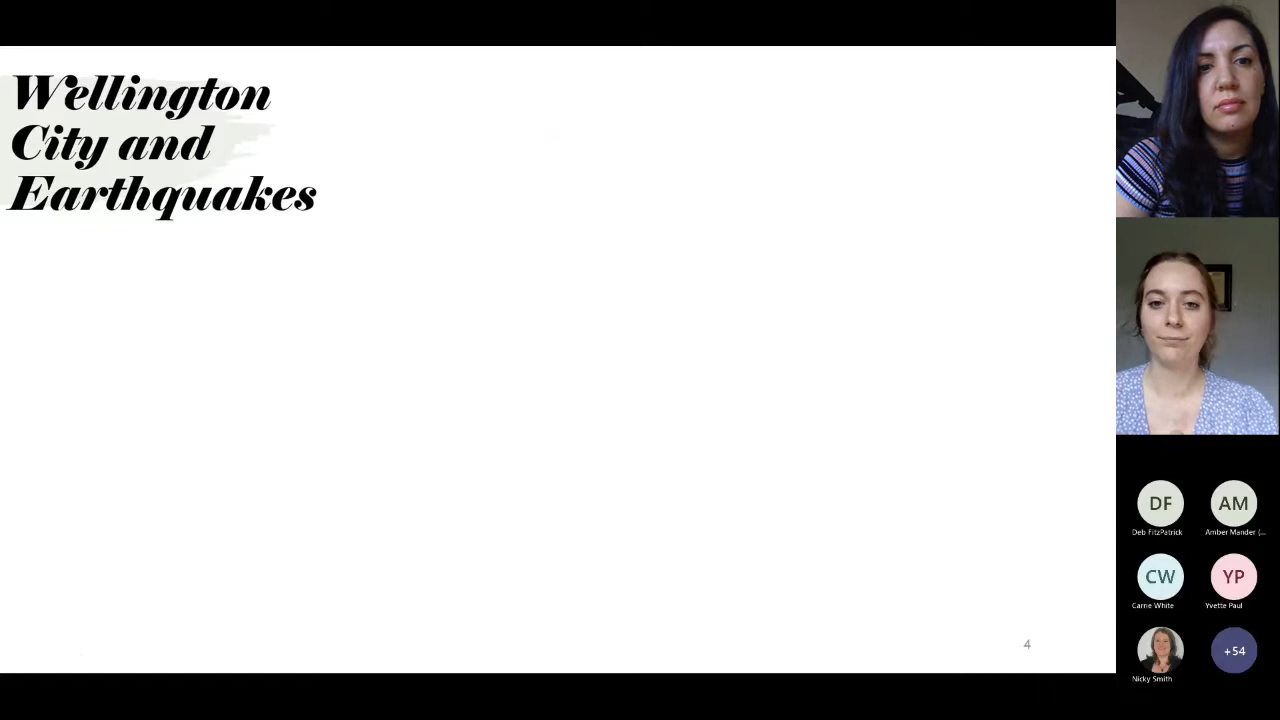 Wellington
City and
Earthquakes
4
DF
AM
Deb FitzPatrick
Amber Mander (...
CW
YP
Carrie White
Yvette Paul
+54
Nicky Smith